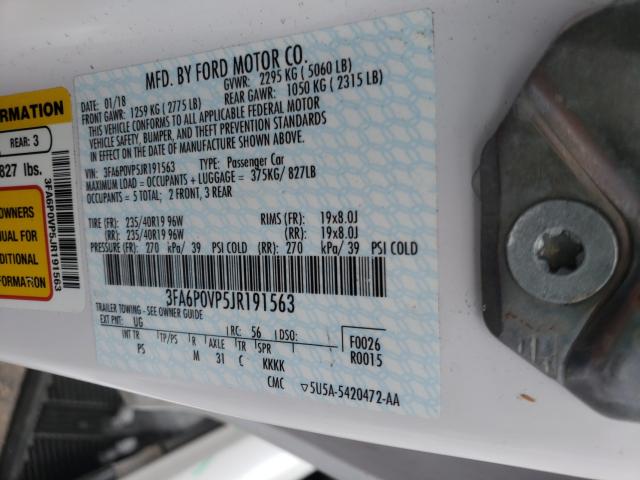 MFD. BY FORD MOTOR CO.
DATE: 01/18 GVWR: 2295 KG ( 5060 LB)
FRONT GAWR: 1259 KG ( 2775 LB) REAR GAWR: 1050 KG ( 2315 LB)
THIS VEHICLE CONFORMS TO ALL APPLICABLE FEDERAL MOTOR
VEHICLE SAFETY, BUMPER, AND THEFT PREVENTION STANDARDS
IN EFFECT ON THE DATE OF MANUFACTURE SHOWN ABOVE.
VIN: 3FA6P0VP5JR191563 TYPE: Passenger Car
MAXIMUM LOAD = OCCUPANTS + LUGGAGE = 375KG/ 827LB
OCCUPANTS = 5 TOTAL; 2 FRONT, 3 REAR
TIRE (FR): 235/40R19 96W RIMS (FR): 19x8.0J
(RR): 235/40R19 96W (RR): 19x8.0J
PRESSURE (FR): 270 kPa/ 39 PSI COLD (RR): 270 kPa/ 39 PSI COLD
3FA6P0VP5JR191563
TRAILER TOWING - SEE OWNER GUIDE
EXT PNT: UG RC: 56 DSO:
F0026
R0015
INT TR TP/PS R AXLE TR SPR
PS M 31 C KKKK
CMC 5U5A-5420472-AA
FORMATION
REAR: 3
827 lbs.
OWNERS
NUAL FOR
DITIONAL
FORMATION
3FA6P0VP5JR191563